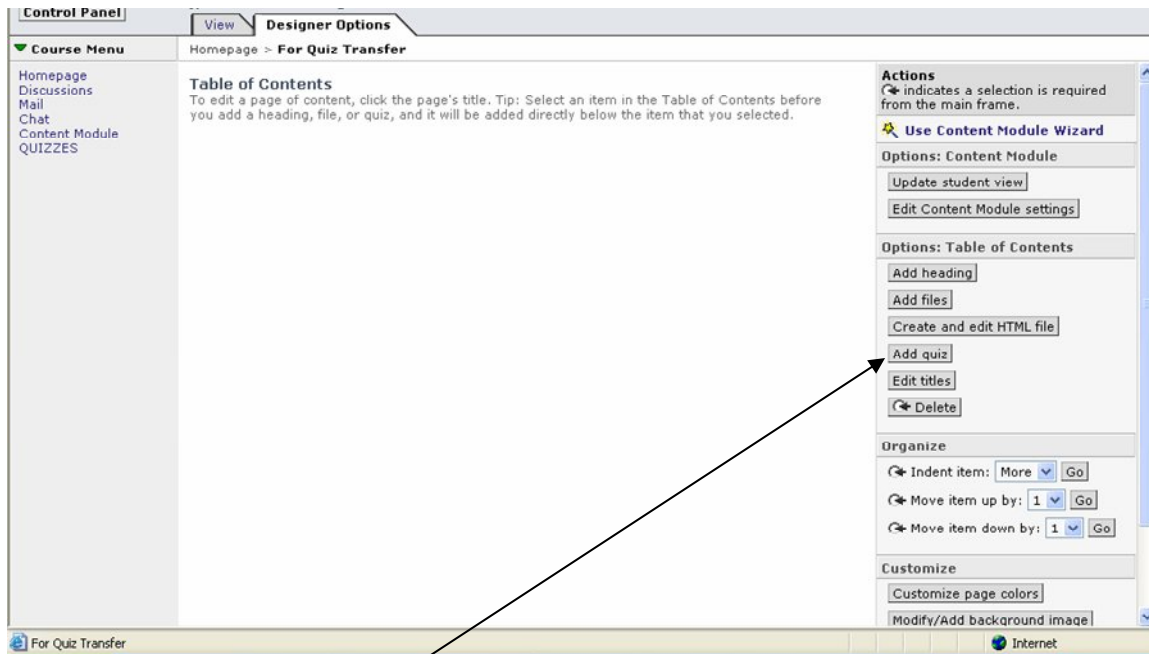 Control Panel
View Designer Options
Course Menu
Homepage > For Quiz Transfer
Homepage
Discussions
Mail
Chat
Content Module
QUIZZES
Table of Contents
To edit a page of content, click the page's title. Tip: Select an item in the Table of Contents before
you add a heading, file, or quiz, and it will be added directly below the item that you selected.
Actions
indicates a selection is required
from the main frame.
Use Content Module Wizard
Options: Content Module
Update student view
Edit Content Module settings
Options: Table of Contents
Add heading
Add files
Create and edit HTML file
Add quiz
Edit titles
Delete
Organize
Indent item: More Go
Move item up by: 1 Go
Move item down by: 1 Go
Customize
Customize page colors
Modify/Add background image
For Quiz Transfer
Internet